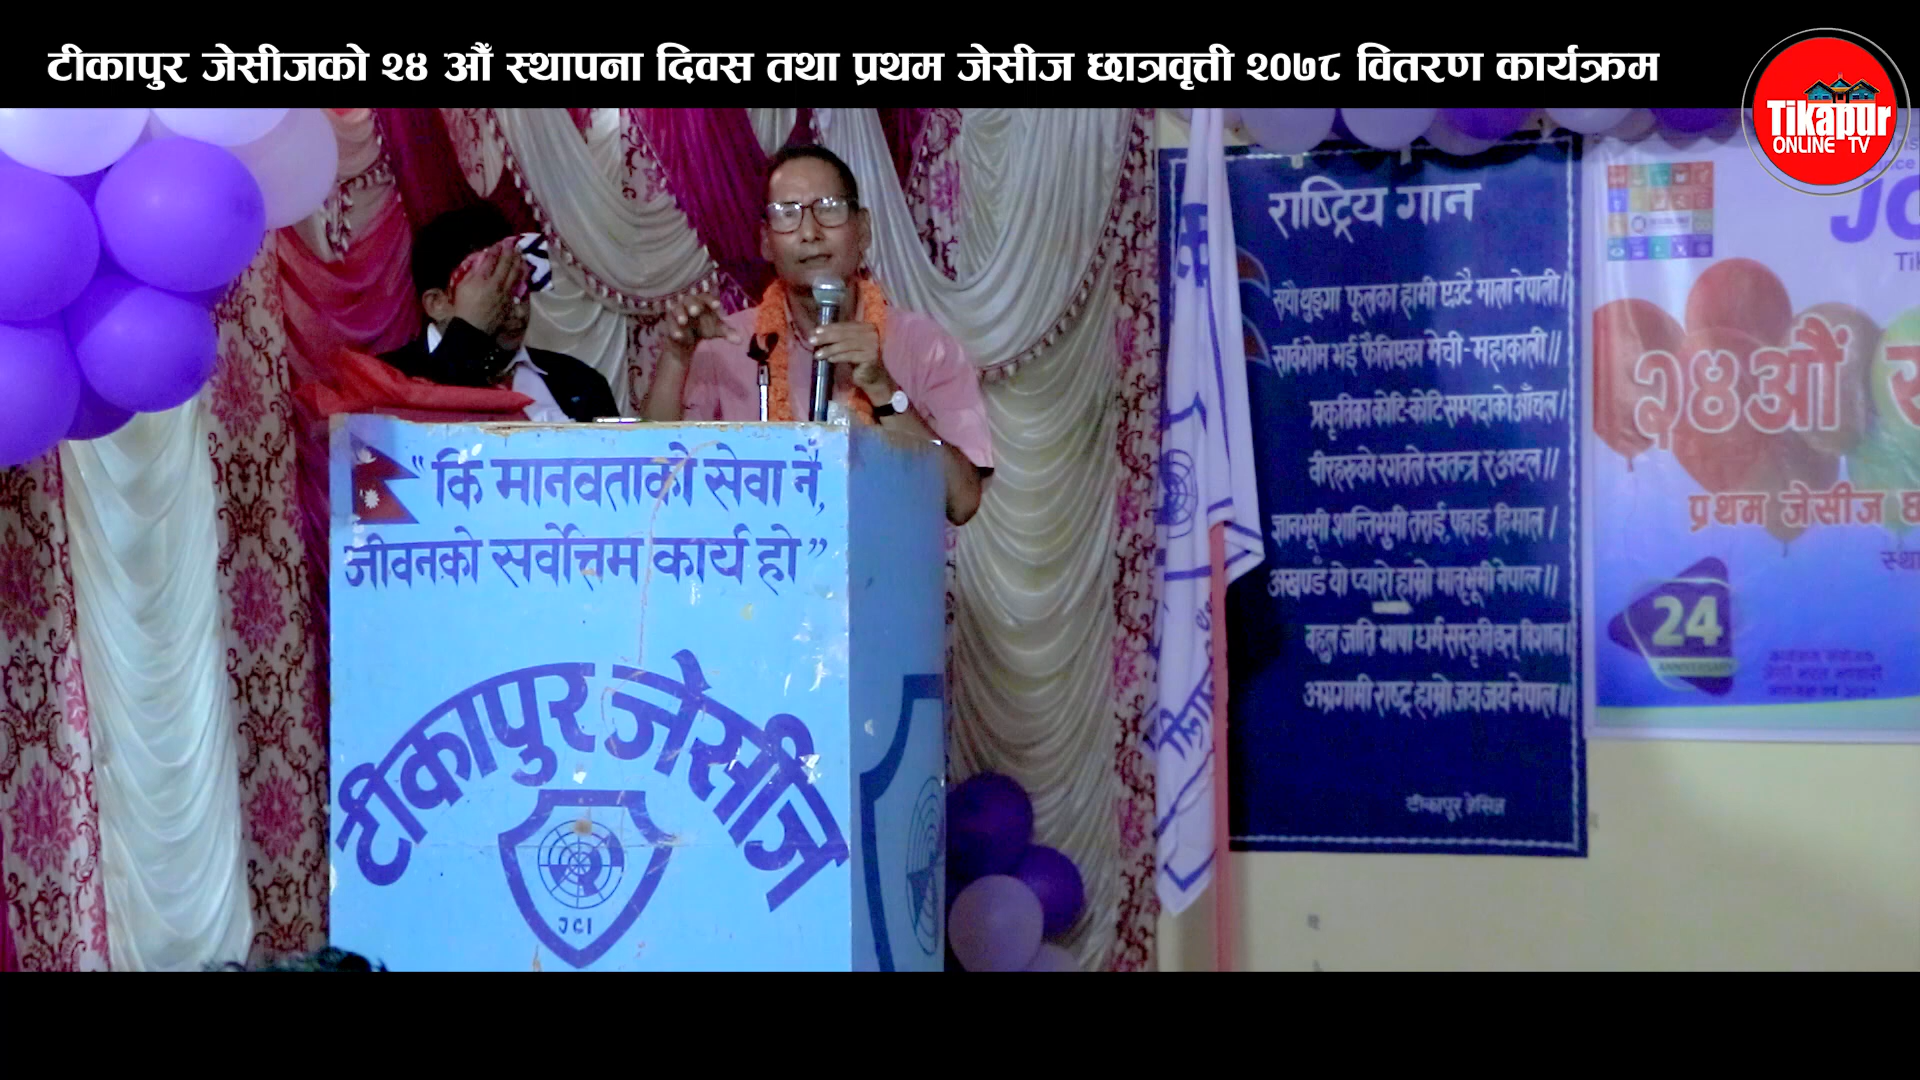 टीकापुर जेसीजको २४ औं स्थापना दिवस तथा प्रथम जेसीज छात्रवृत्ती २०७८ वितरण कार्यक्रम
Tikapur
ONLINE TV
राष्ट्रिय गान
सयौ थुङ्गा फूलका हामी एउटै माला नेपाली।
सार्वभौम भई फैलिएका मेची-महाकाली॥
प्रकृतिका कोटि-कोटि सम्पदाको आँचल।
वीरहरुको रगतले स्वतन्त्र र अटल॥
ज्ञानभूमी शान्तिभुमी तराई, पहाड, हिमाल।
अखण्ड यो प्यारो हाम्रो मातृभूमी नेपाल॥
बहुल जाति भाषा धर्म संस्कृति छन् विशाल।
अग्रगामी राष्ट्र हाम्रो जय जय नेपाल॥
टीकापुर जेसिज
२४औं
प्रथम जेसीज
24
ANNIVERSARY
"कि मानवताको सेवा नै,
जीवनको सर्वोत्तम कार्य हो"
टीकापुर जेसीज
JCI